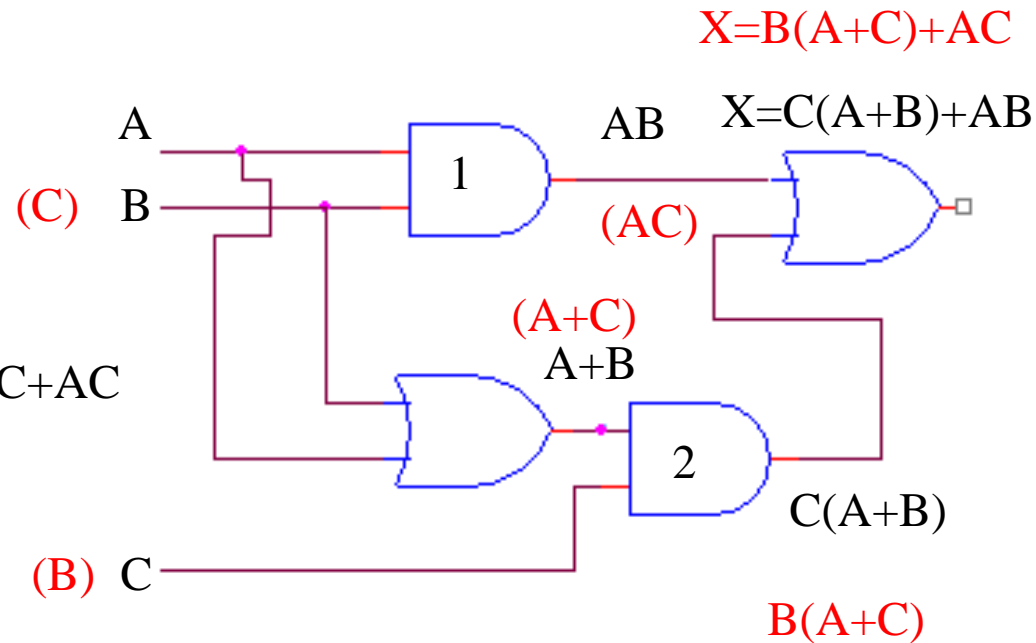 X=B(A+C)+AC
A
AB
X=C(A+B)+AB
1
(C) B
(AC)
(A+C)
A+B
C+AC
2
C(A+B)
(B) C
B(A+C)